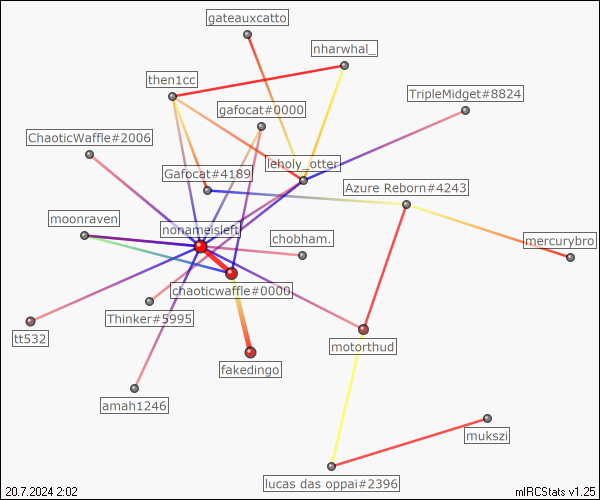 gateauxcatto
nharwhal_
then1cc
TripleMidget#8824
gafocat#0000
ChaoticWaffle#2006
leholy_otter
Gafocat#4189
Azure Reborn#4243
moonraven
nonameisleft
chobham.
mercurybro
chaoticwaffle#0000
Thinker#5995
tt532
motorthud
fakedingo
amah1246
mukszi
lucas das oppai#2396
20.7.2024 2:02
mIRCStats v1.25